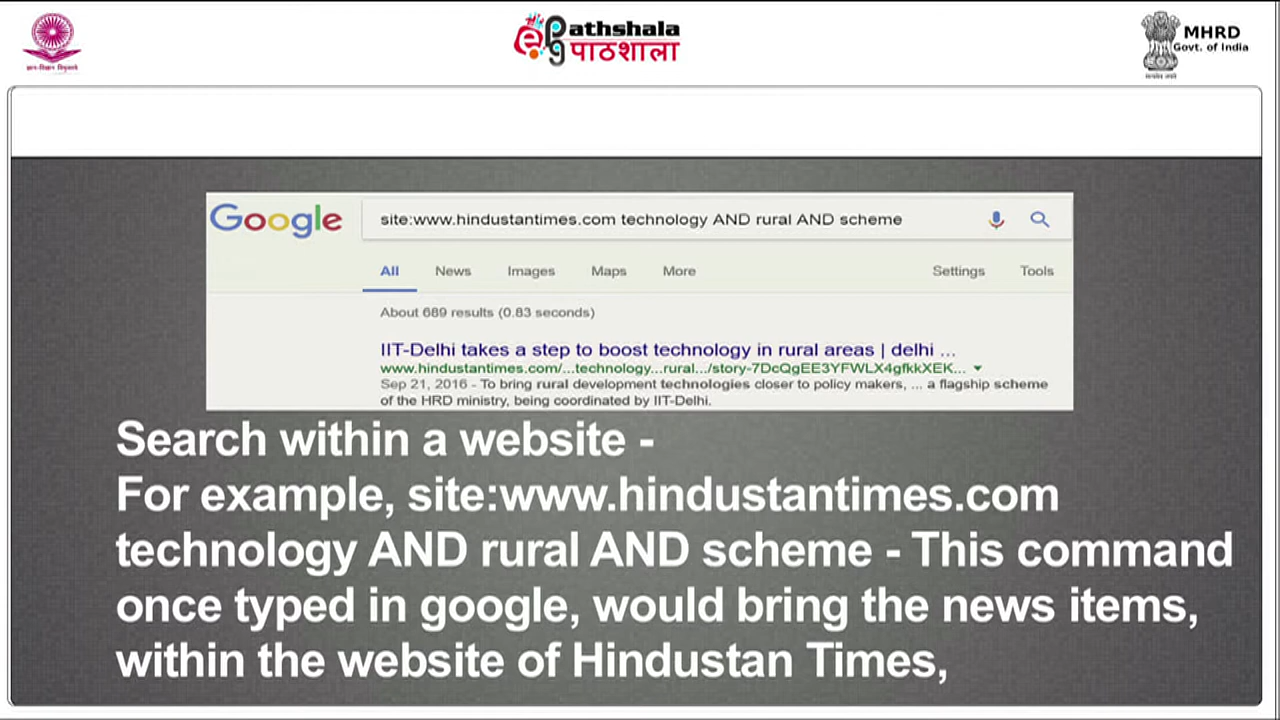 ज्ञान-विज्ञान विमुक्तये
ePathshala
पाठशाला
सत्यमेव जयते
MHRD
Govt. of India
Google
site:www.hindustantimes.com technology AND rural AND scheme
All News Images Maps More Settings Tools
About 689 results (0.83 seconds)
IIT-Delhi takes a step to boost technology in rural areas | delhi ...
www.hindustantimes.com/...technology...rural.../story-7DcQgEE3YFWLX4gfkkXEK...
Sep 21, 2016 - To bring rural development technologies closer to policy makers, ... a flagship scheme
of the HRD ministry, being coordinated by IIT-Delhi.
Search within a website -
For example, site:www.hindustantimes.com
technology AND rural AND scheme - This command
once typed in google, would bring the news items,
within the website of Hindustan Times,